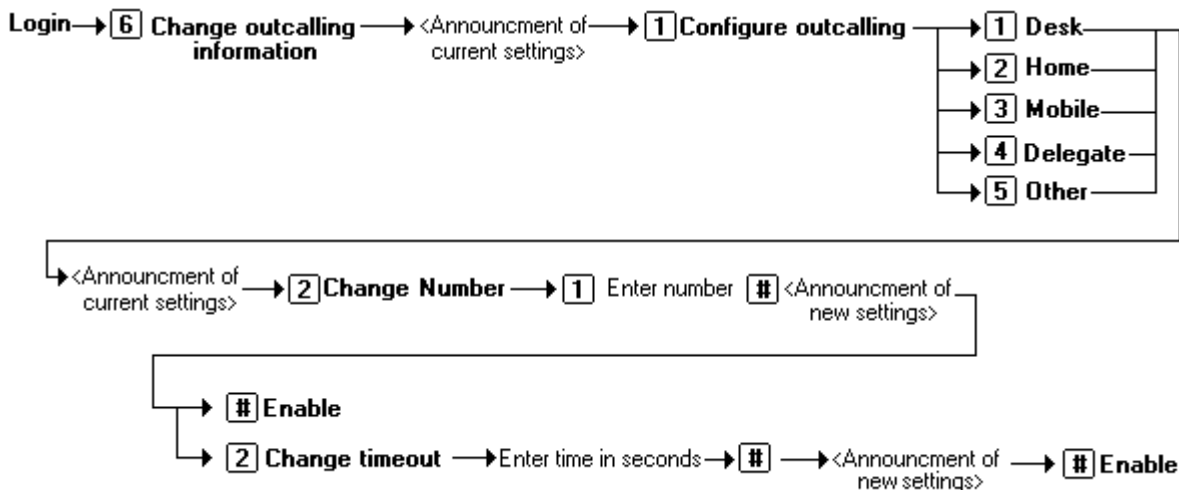 Login 6 Change outcalling information <Announcment of current settings> 1 Configure outcalling 1 Desk
2 Home
3 Mobile
4 Delegate
5 Other
<Announcment of current settings> 2 Change Number 1 Enter number # <Announcment of new settings>
# Enable
2 Change timeout Enter time in seconds # <Announcment of new settings> # Enable